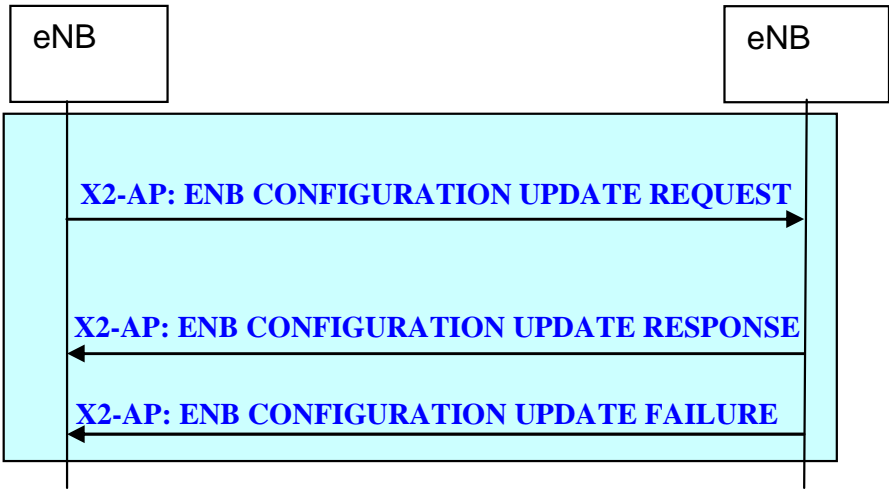 eNB
eNB
X2-AP: ENB CONFIGURATION UPDATE REQUEST
X2-AP: ENB CONFIGURATION UPDATE RESPONSE
X2-AP: ENB CONFIGURATION UPDATE FAILURE